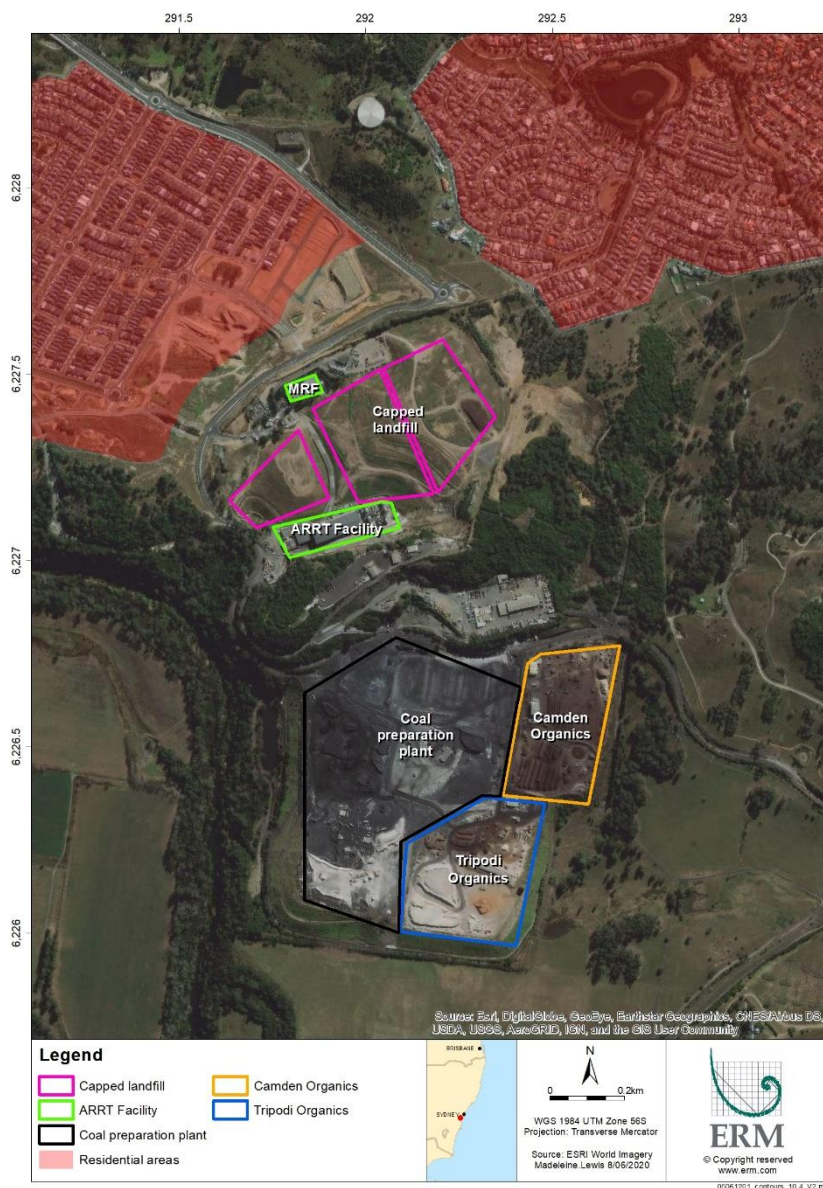 291.5 292 292.5 293
6,228
6,227.5
6,227
6,226.5
6,226
MRF
Capped
landfill
ARRT Facility
Coal
preparation
plant
Camden
Organics
Tripodi
Organics
Source: Esri, DigitalGlobe, GeoEye, Earthstar Geographics, CNES/Airbus DS,
USDA, USGS, AeroGRID, IGN, and the GIS User Community
Legend
Capped landfill
ARRT Facility
Coal preparation plant
Residential areas
Camden Organics
Tripodi Organics
BRISBANE
SYDNEY
N
0 0.2km
WGS 1984 UTM Zone 56S
Projection: Transverse Mercator
Source: ESRI World Imagery
Madeleine Lewis 8/06/2020
ERM
© Copyright reserved
www.erm.com